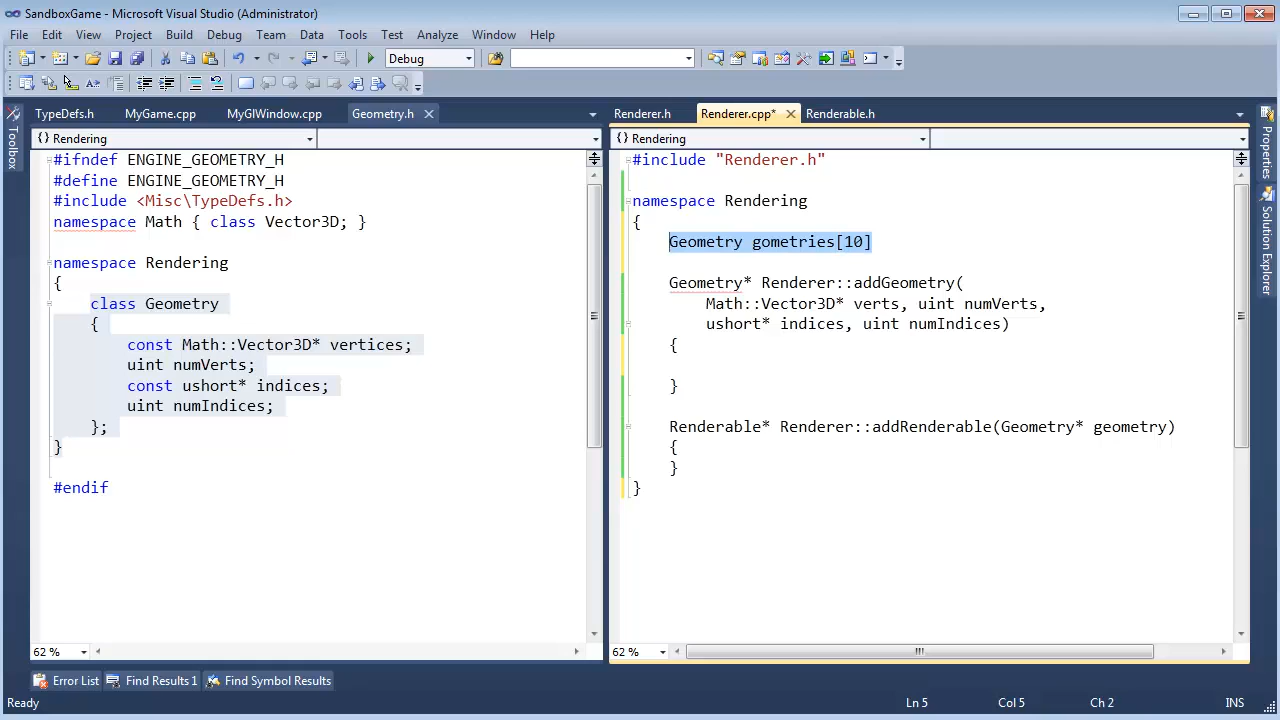 SandboxGame - Microsoft Visual Studio (Administrator)
File Edit View Project Build Debug Team Data Tools Test Analyze Window Help
Debug
TypeDefs.h MyGame.cpp MyGlWindow.cpp Geometry.h
Renderer.h Renderer.cpp* Renderable.h
Toolbox
{} Rendering
#ifndef ENGINE_GEOMETRY_H
#define ENGINE_GEOMETRY_H
#include <Misc\TypeDefs.h>
namespace Math { class Vector3D; }
namespace Rendering
{
class Geometry
{
const Math::Vector3D* vertices;
uint numVerts;
const ushort* indices;
uint numIndices;
};
}
#endif
62 %
{} Rendering
#include "Renderer.h"
namespace Rendering
{
Geometry gometries[10]
Geometry* Renderer::addGeometry(
Math::Vector3D* verts, uint numVerts,
ushort* indices, uint numIndices)
{
}
Renderable* Renderer::addRenderable(Geometry* geometry)
{
}
}
62 %
Properties
Solution Explorer
Error List Find Results 1 Find Symbol Results
Ready Ln 5 Col 5 Ch 2 INS